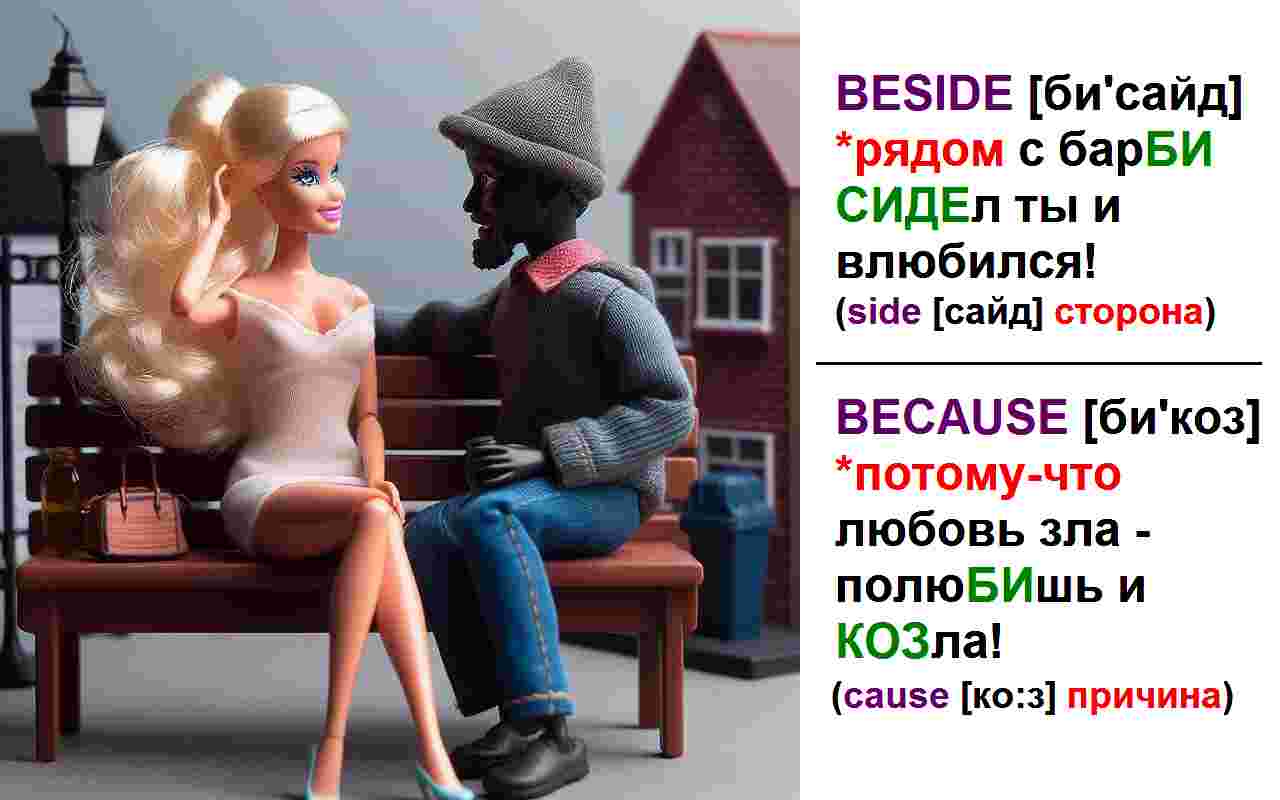 BESIDE [би'сайд]
*рядом с барБИ
СИДЕл ты и
влюбился!
(side [сайд] сторона)
BECAUSE [би'коз]
*потому-что
любовь зла -
полюБИшь и
КОЗла!
(cause [ко:з] причина)